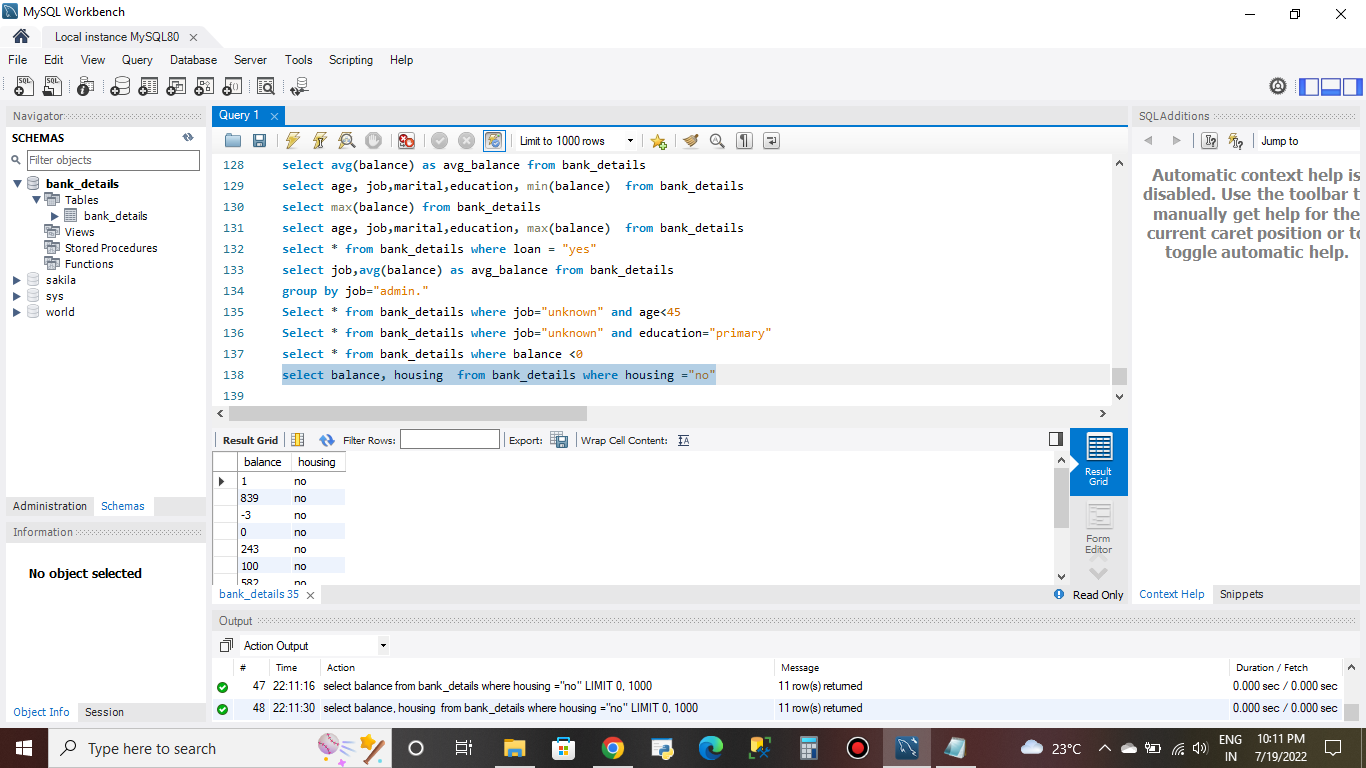 MySQL Workbench
Local instance MySQL80
File Edit View Query Database Server Tools Scripting Help
Navigator
SCHEMAS
Filter objects
bank_details
Tables
bank_details
Views
Stored Procedures
Functions
sakila
sys
world
Administration Schemas
Information
No object selected
Object Info Session
Query 1
Limit to 1000 rows
128 select avg(balance) as avg_balance from bank_details
129 select age, job,marital,education, min(balance)  from bank_details
130 select max(balance) from bank_details
131 select age, job,marital,education, max(balance)  from bank_details
132 select * from bank_details where loan = "yes"
133 select job,avg(balance) as avg_balance from bank_details
134 group by job="admin."
135 Select * from bank_details where job="unknown" and age<45
136 Select * from bank_details where job="unknown" and education="primary"
137 select * from bank_details where balance <0
138 select balance, housing  from bank_details where housing ="no"
139
Result Grid Filter Rows: Export: Wrap Cell Content:
balance housing
1 no
839 no
-3 no
0 no
243 no
100 no
582 no
Result
Grid
Form
Editor
bank_details 35
Read Only
SQLAdditions
Jump to
Automatic context help is
disabled. Use the toolbar t
manually get help for the
current caret position or to
toggle automatic help.
Context Help Snippets
Output
Action Output
# Time Action Message Duration / Fetch
47 22:11:16 select balance from bank_details where housing ="no" LIMIT 0, 1000 11 row(s) returned 0.000 sec / 0.000 sec
48 22:11:30 select balance, housing  from bank_details where housing ="no" LIMIT 0, 1000 11 row(s) returned 0.000 sec / 0.000 sec
Type here to search
23°C
ENG
IN
10:11 PM
7/19/2022